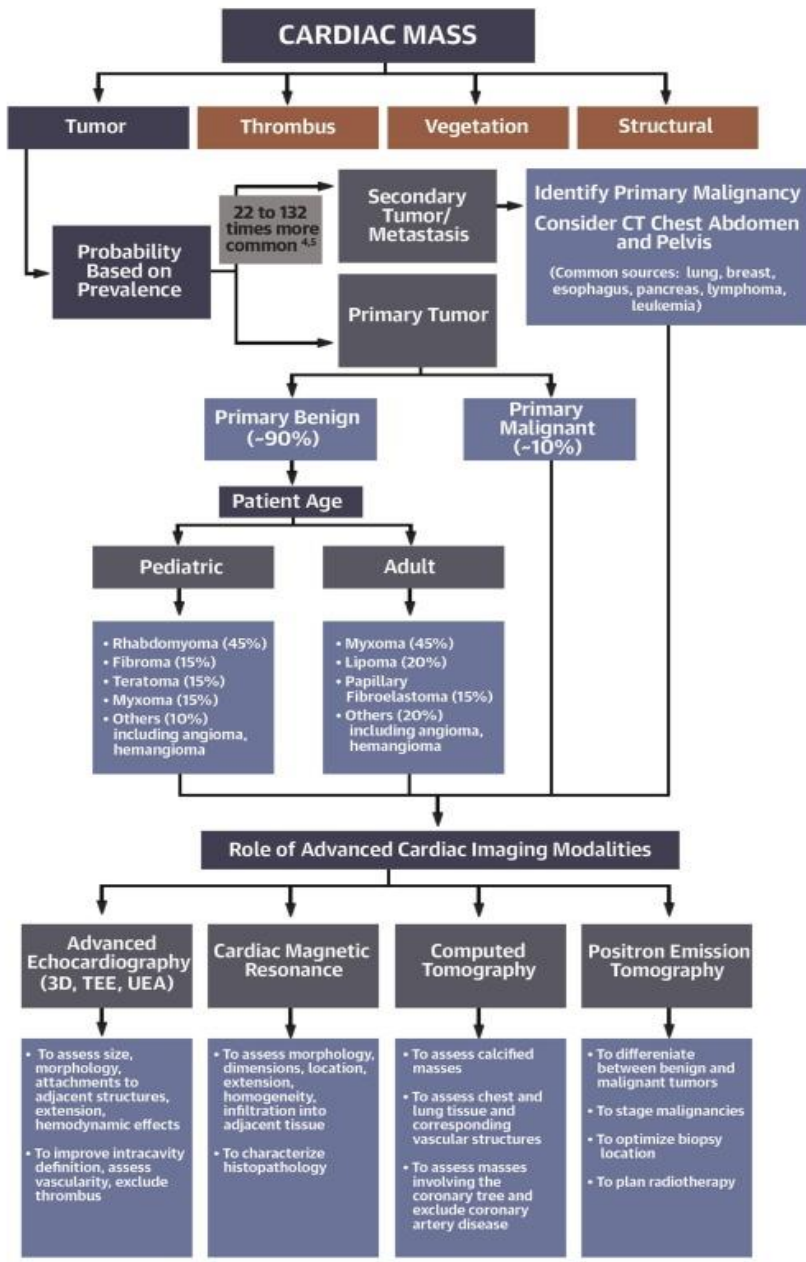 CARDIAC MASS
Tumor
Thrombus
Vegetation
Structural
Probability
Based on
Prevalence
22 to 132
times more
common 4,5
Secondary
Tumor/
Metastasis
Identify Primary Malignancy
Consider CT Chest Abdomen
and Pelvis
(Common sources: lung, breast,
esophagus, pancreas, lymphoma,
leukemia)
Primary Tumor
Primary Benign
(~90%)
Primary
Malignant
(~10%)
Patient Age
Pediatric
Adult
• Rhabdomyoma (45%)
• Fibroma (15%)
• Teratoma (15%)
• Myxoma (15%)
• Others (10%)
including angioma,
hemangioma
• Myxoma (45%)
• Lipoma (20%)
• Papillary
Fibroelastoma (15%)
• Others (20%)
including angioma,
hemangioma
Role of Advanced Cardiac Imaging Modalities
Advanced
Echocardiography
(3D, TEE, UEA)
Cardiac Magnetic
Resonance
Computed
Tomography
Positron Emission
Tomography
• To assess size,
morphology,
attachments to
adjacent structures,
extension,
hemodynamic effects
• To improve intracavity
definition, assess
vascularity, exclude
thrombus
• To assess morphology,
dimensions, location,
extension,
homogeneity,
infiltration into
adjacent tissue
• To characterize
histopathology
• To assess calcified
masses
• To assess chest and
lung tissue and
corresponding
vascular structures
• To assess masses
involving the
coronary tree and
exclude coronary
artery disease
• To differeniate
between benign and
malignant tumors
• To stage malignancies
• To optimize biopsy
location
• To plan radiotherapy